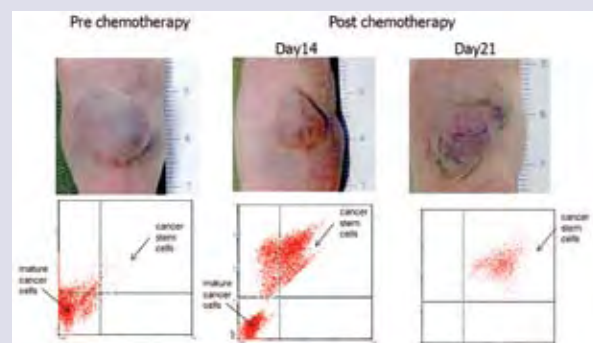 Pre chemotherapy
Post chemotherapy
Day14
Day21
cancer
stem
cells
mature
cancer
cells
cancer
stem
cells
mature
cancer
cells
cancer
stem
cells